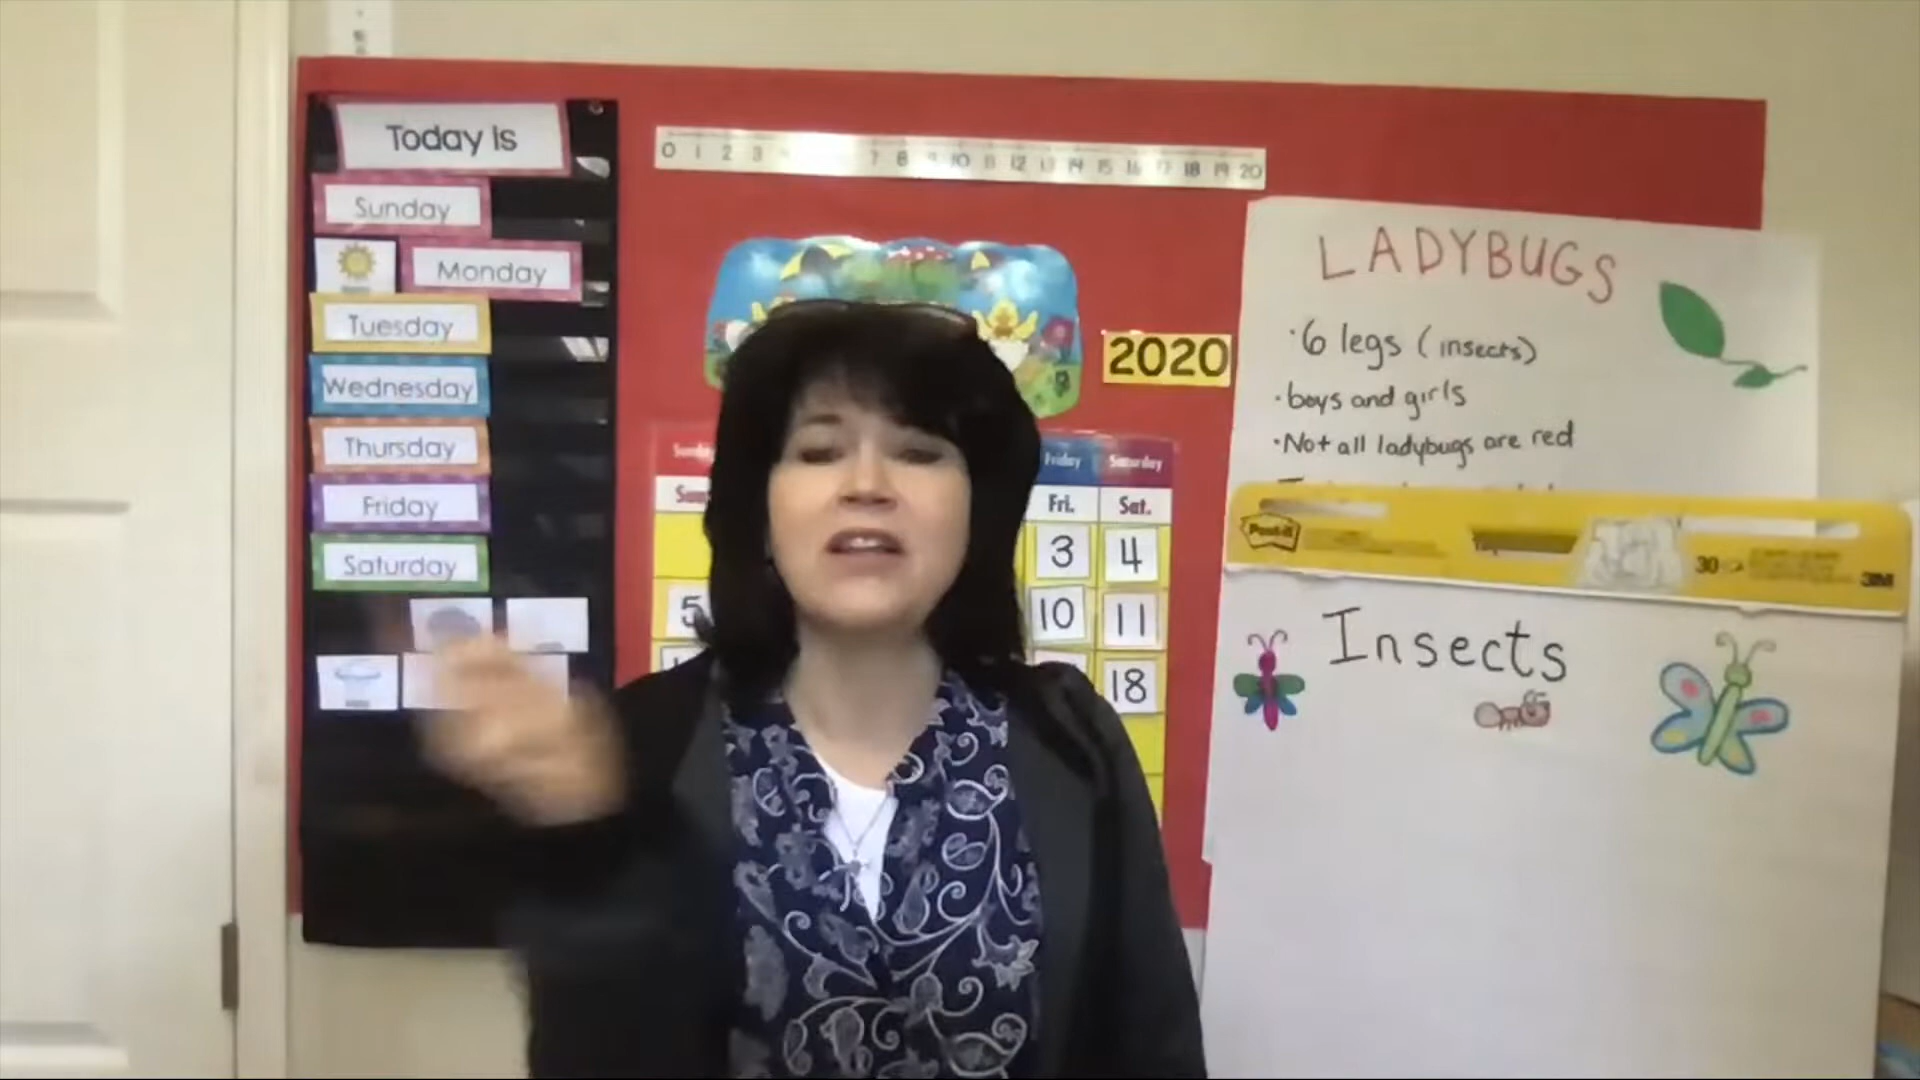 Today is
Sunday
Monday
Tuesday
Wednesday
Thursday
Friday
Saturday
0 1 2 3 7 8 9 10 11 12 13 14 15 16 17 18 19 20
2020
Friday Saturday
Fri. Sat.
3 4
5 10 11
18
LADYBUGS
• 6 legs (insects)
• boys and girls
• Not all ladybugs are red
Post-it
30
3M
Insects